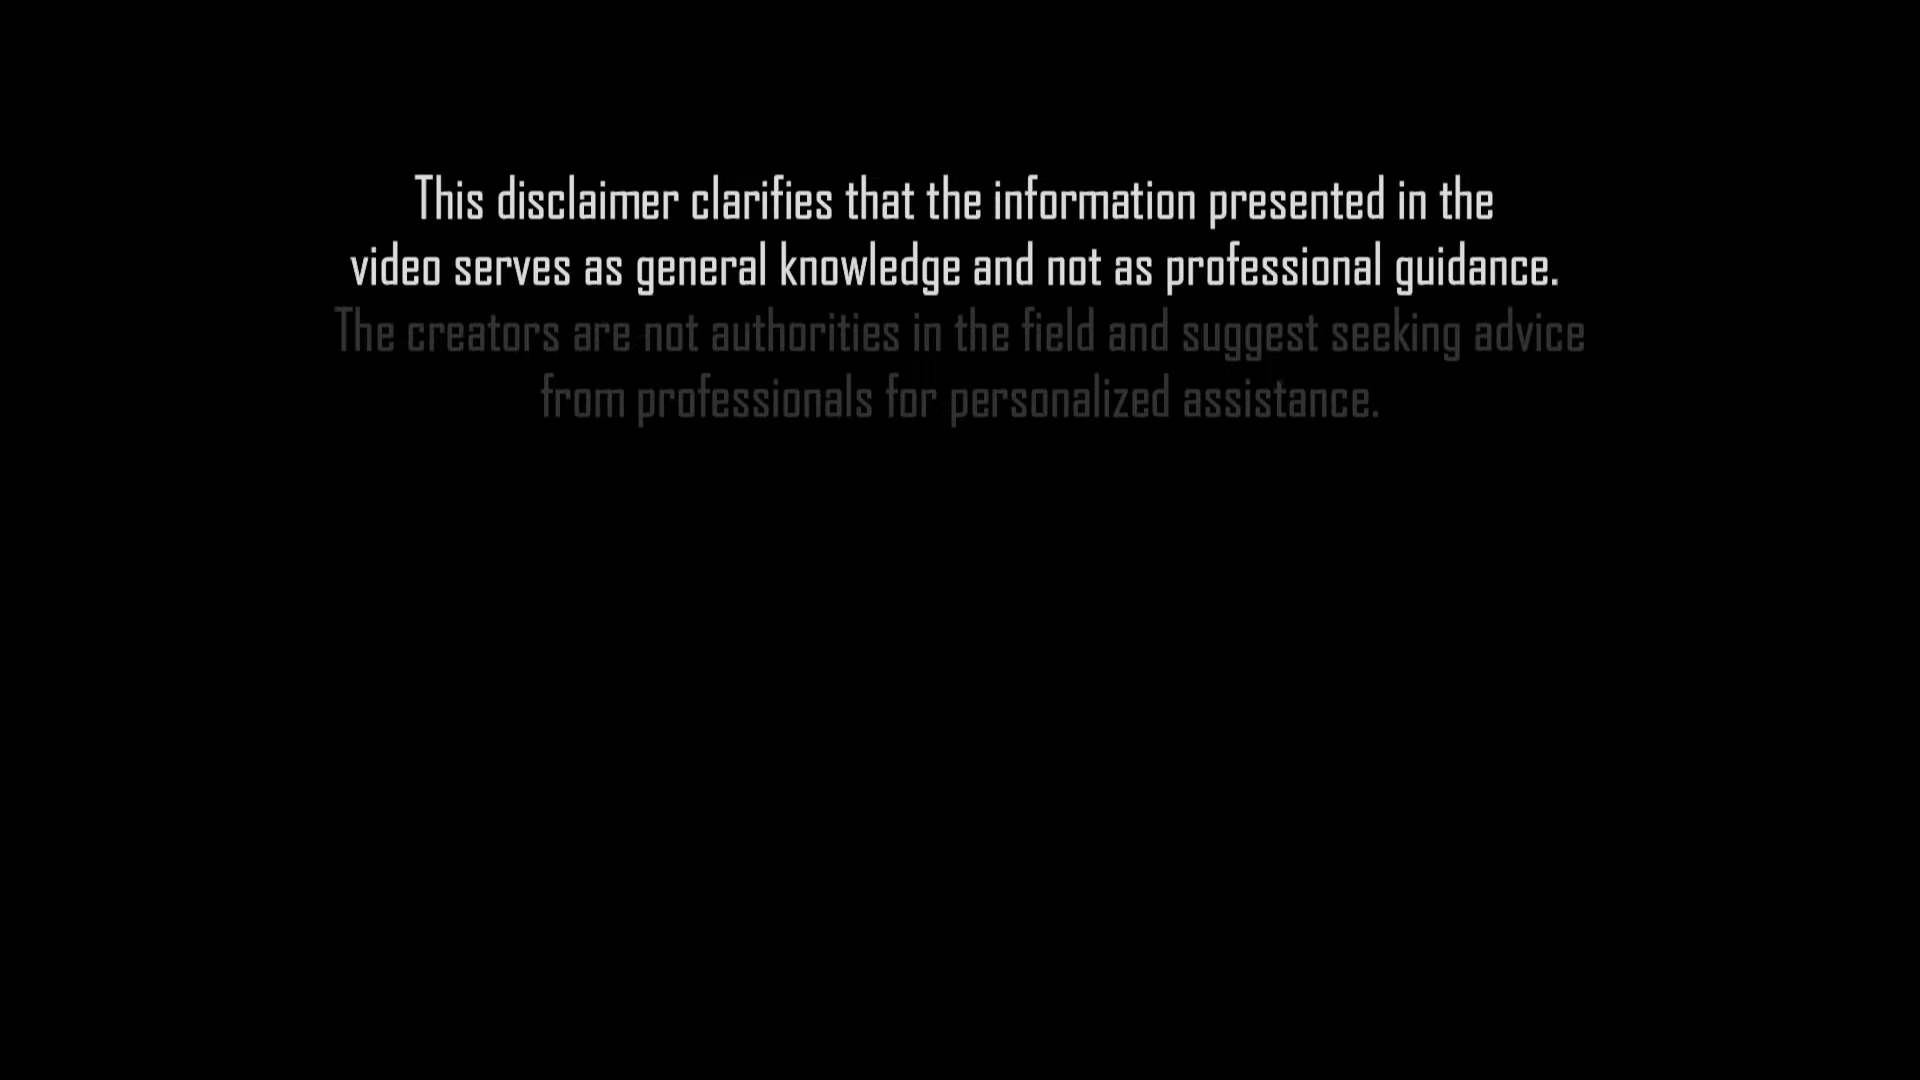 This disclaimer clarifies that the information presented in the
video serves as general knowledge and not as professional guidance.
The creators are not authorities in the field and suggest seeking advice
from professionals for personalized assistance.